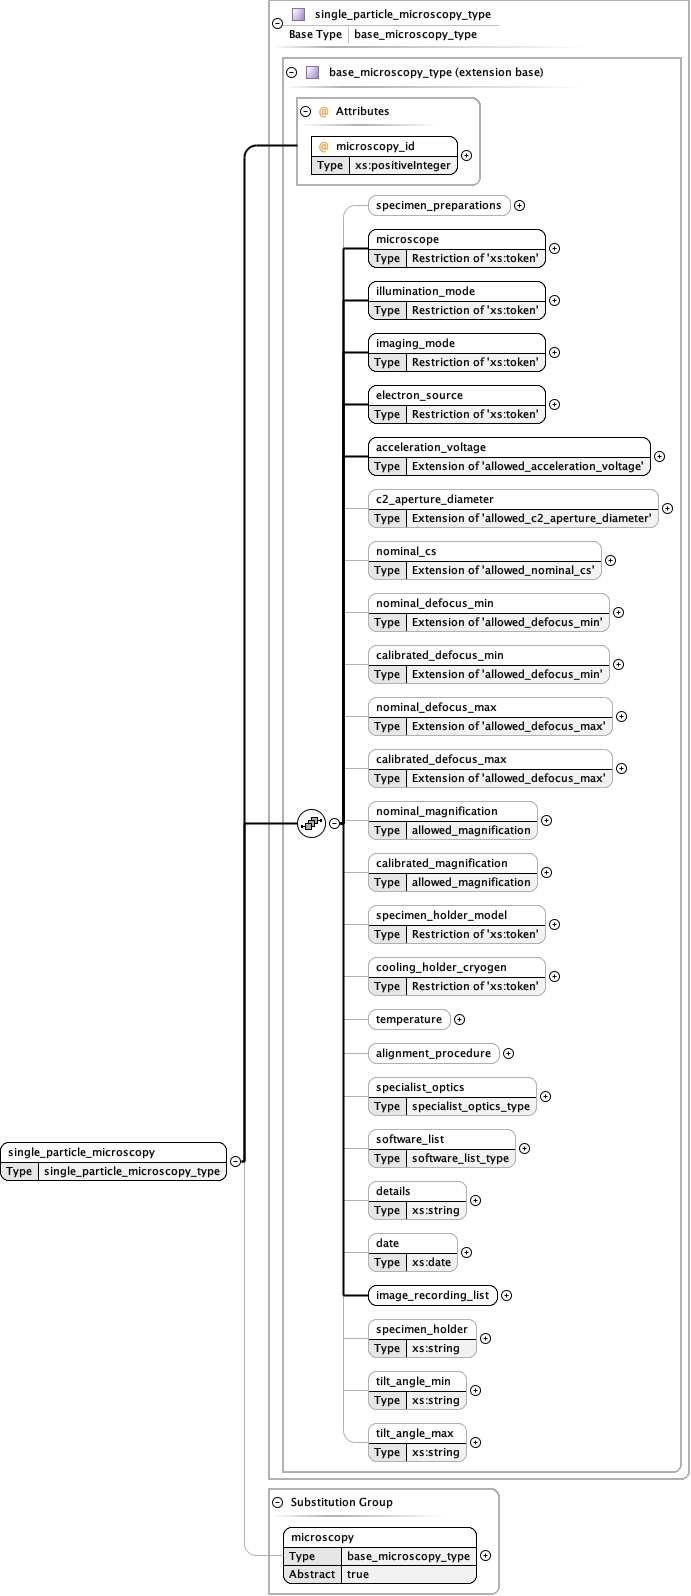 single_particle_microscopy_type
Base Type base_microscopy_type
base_microscopy_type (extension base)
@ Attributes
@ microscopy_id
Type xs:positiveInteger
specimen_preparations
microscope
Type Restriction of 'xs:token'
illumination_mode
Type Restriction of 'xs:token'
imaging_mode
Type Restriction of 'xs:token'
electron_source
Type Restriction of 'xs:token'
acceleration_voltage
Type Extension of 'allowed_acceleration_voltage'
c2_aperture_diameter
Type Extension of 'allowed_c2_aperture_diameter'
nominal_cs
Type Extension of 'allowed_nominal_cs'
nominal_defocus_min
Type Extension of 'allowed_defocus_min'
calibrated_defocus_min
Type Extension of 'allowed_defocus_min'
nominal_defocus_max
Type Extension of 'allowed_defocus_max'
calibrated_defocus_max
Type Extension of 'allowed_defocus_max'
nominal_magnification
Type allowed_magnification
calibrated_magnification
Type allowed_magnification
specimen_holder_model
Type Restriction of 'xs:token'
cooling_holder_cryogen
Type Restriction of 'xs:token'
temperature
alignment_procedure
specialist_optics
Type specialist_optics_type
software_list
Type software_list_type
single_particle_microscopy
Type single_particle_microscopy_type
details
Type xs:string
date
Type xs:date
image_recording_list
specimen_holder
Type xs:string
tilt_angle_min
Type xs:string
tilt_angle_max
Type xs:string
Substitution Group
microscopy
Type base_microscopy_type
Abstract true